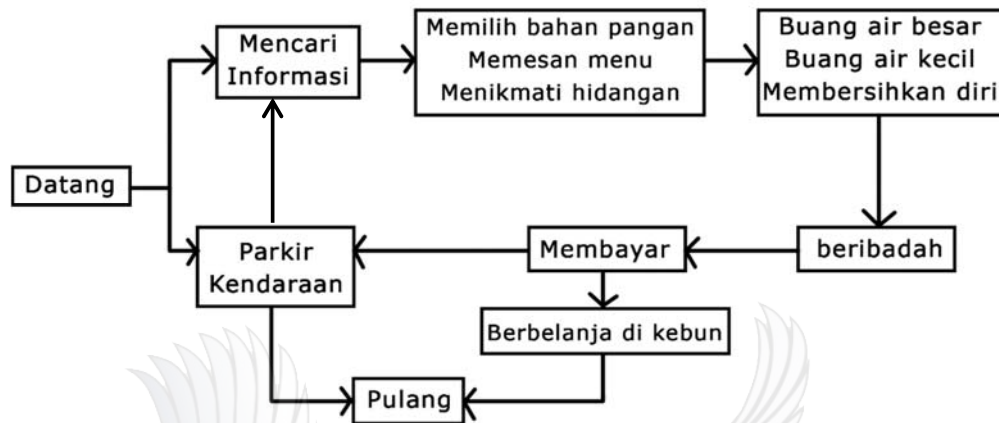 Mencari
Informasi
Memilih bahan pangan
Memesan menu
Menikmati hidangan
Buang air besar
Buang air kecil
Membersihkan diri
Datang
Parkir
Kendaraan
Membayar
beribadah
Berbelanja di kebun
Pulang